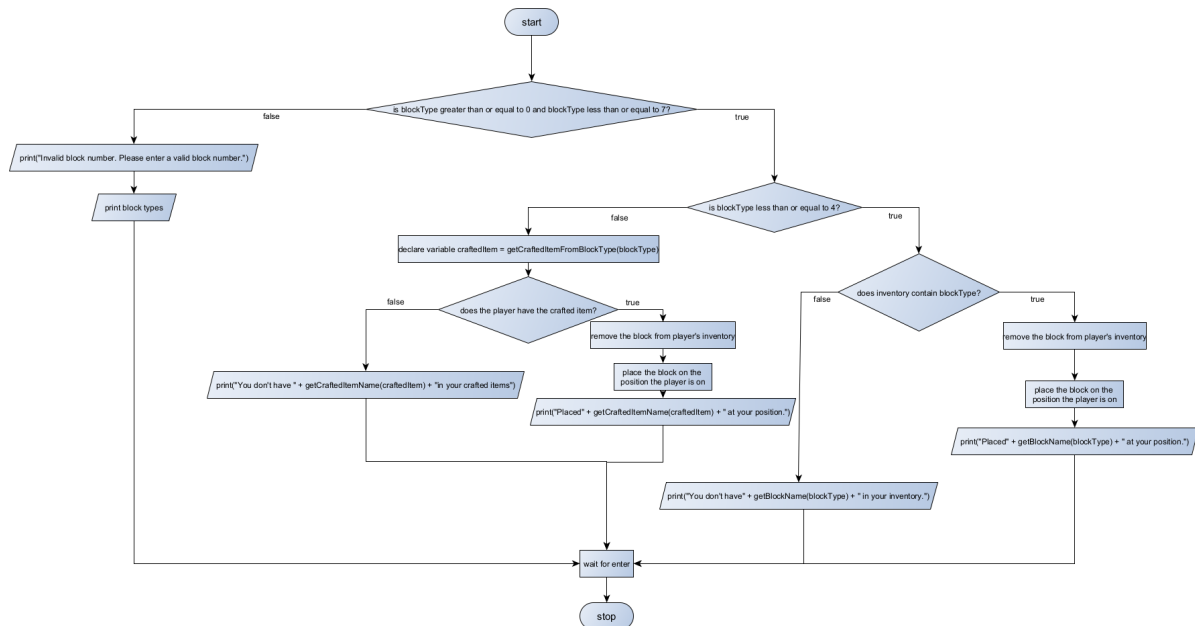 start
is blockType greater than or equal to 0 and blockType less than or equal to 7?
false
true
print("Invalid block number. Please enter a valid block number.")
print block types
is blockType less than or equal to 4?
false
true
declare variable craftedItem = getCraftedItemFromBlockType(blockType)
does the player have the crafted item?
false
true
remove the block from player's inventory
place the block on the
position the player is on
print("You don't have " + getCraftedItemName(craftedItem) + "in your crafted items")
print("Placed" + getCraftedItemName(craftedItem) + " at your position.")
does inventory contain blockType?
false
true
remove the block from player's inventory
place the block on the
position the player is on
print("Placed" + getBlockName(blockType) + " at your position.")
print("You don't have" + getBlockName(blockType) + " in your inventory.")
wait for enter
stop